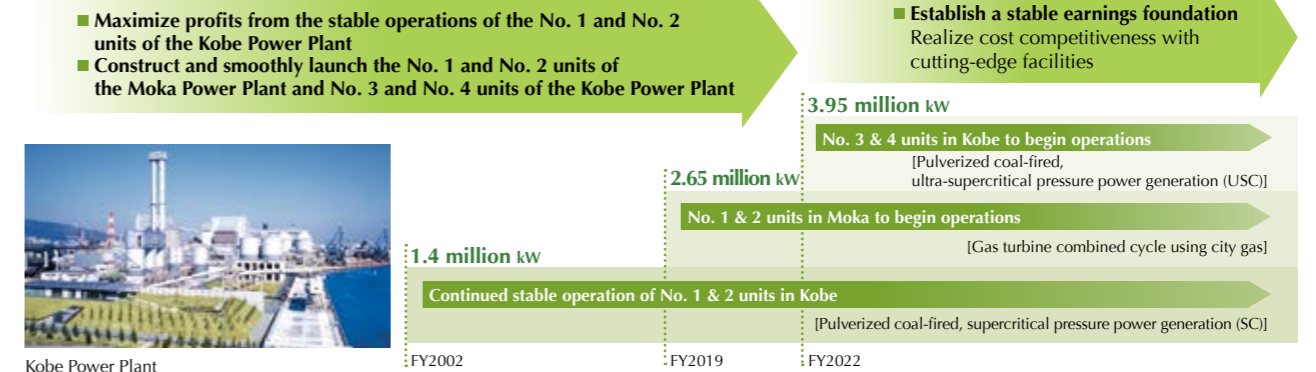 ■ Maximize profits from the stable operations of the No. 1 and No. 2
units of the Kobe Power Plant
■ Construct and smoothly launch the No. 1 and No. 2 units of
the Moka Power Plant and No. 3 and No. 4 units of the Kobe Power Plant
■ Establish a stable earnings foundation
Realize cost competitiveness with
cutting-edge facilities
3.95 million kW
No. 3 & 4 units in Kobe to begin operations
[Pulverized coal-fired,
ultra-supercritical pressure power generation (USC)]
2.65 million kW
No. 1 & 2 units in Moka to begin operations
[Gas turbine combined cycle using city gas]
1.4 million kW
Continued stable operation of No. 1 & 2 units in Kobe
[Pulverized coal-fired, supercritical pressure power generation (SC)]
Kobe Power Plant
FY2002
FY2019
FY2022